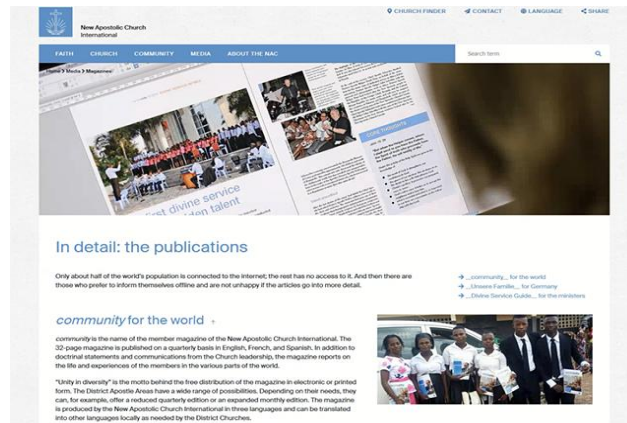 CHURCH FINDER CONTACT LANGUAGE SHARE
New Apostolic Church
International
FAITH CHURCH COMMUNITY MEDIA ABOUT THE NAC
Search term
Home > Media > Magazines
first divine service
den talent
In detail: the publications
Only about half of the world's population is connected to the Internet; the rest has no access to it. And then there are
those who prefer to inform themselves offline and are not unhappy if the articles go into more detail.
→ __community__ for the world
→ __Unsere Familie__ for Germany
→ __Divine Service Guide__ for the ministers
community for the world
community is the name of the member magazine of the New Apostolic Church International. The
32-page magazine is published on a quarterly basis in English, French, and Spanish. In addition to
doctrinal statements and communications from the Church leadership, the magazine reports on
the life and experiences of the members in the various parts of the world.
"Unity in diversity" is the motto behind the free distribution of the magazine in electronic or printed
form. The District Apostle Areas have a wide range of possibilities. Depending on their needs, they
can, for example, offer a reduced quarterly edition or an expanded monthly edition. The magazine
is produced by the New Apostolic Church International in three languages and can be translated
into other languages locally as needed by the District Churches.